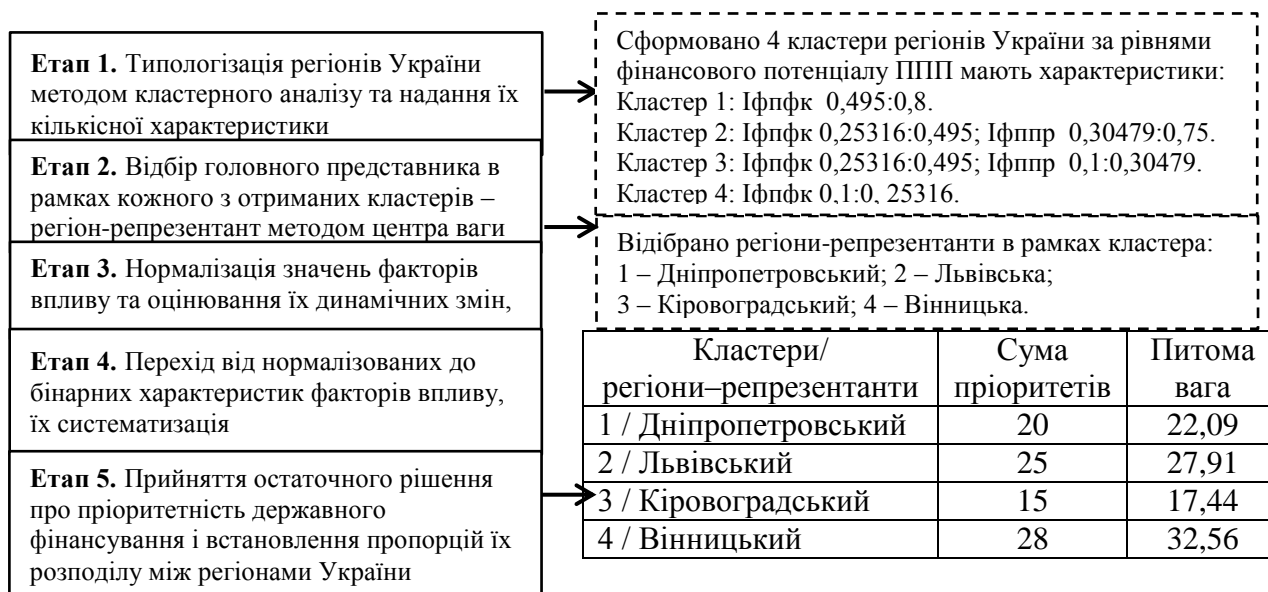 Етап 1. Типологізація регіонів України
методом кластерного аналізу та надання їх
кількісної характеристики
Етап 2. Відбір головного представника в
рамках кожного з отриманих кластерів –
регіон-репрезентант методом центра ваги
Етап 3. Нормалізація значень факторів
впливу та оцінювання їх динамічних змін,
Етап 4. Перехід від нормалізованих до
бінарних характеристик факторів впливу,
їх систематизація
Етап 5. Прийняття остаточного рішення
про пріоритетність державного
фінансування і встановлення пропорцій їх
розподілу між регіонами України
Сформовано 4 кластери регіонів України за рівнями
фінансового потенціалу ППП мають характеристики:
Кластер 1: Іфпфк 0,495:0,8.
Кластер 2: Іфпфк 0,25316:0,495; Іфппр 0,30479:0,75.
Кластер 3: Іфпфк 0,25316:0,495; Іфппр 0,1:0,30479.
Кластер 4: Іфпфк 0,1:0, 25316.
Відібрано регіони-репрезентанти в рамках кластера:
1 – Дніпропетровський; 2 – Львівська;
3 – Кіровоградський; 4 – Вінницька.
Кластери/ Сума Питома
регіони–репрезентанти пріоритетів вага
1 / Дніпропетровський 20 22,09
2 / Львівський 25 27,91
3 / Кіровоградський 15 17,44
4 / Вінницький 28 32,56